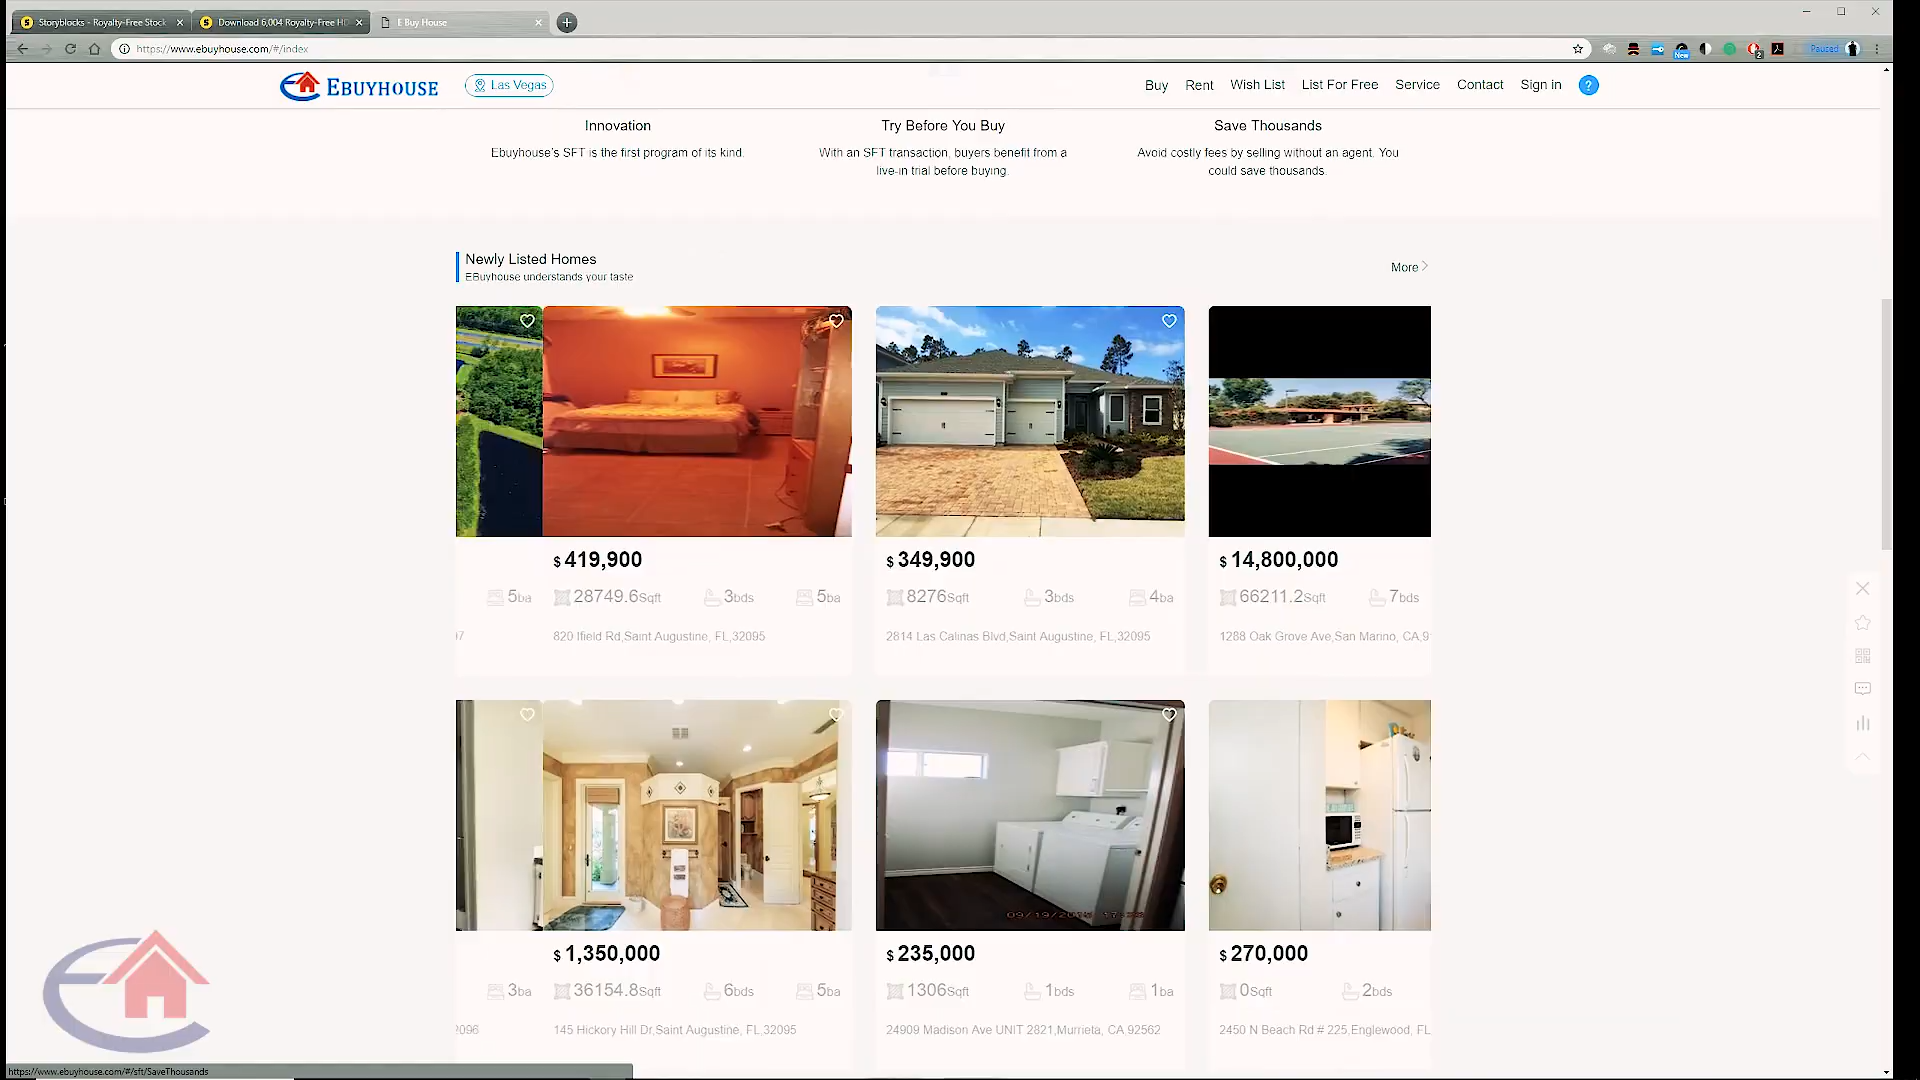 Storyblocks - Royalty-Free Stock
Download 6,004 Royalty-Free HD
E Buy House
https://www.ebuyhouse.com/#/index
New
2
Paused
EBUYHOUSE
Las Vegas
Buy
Rent
Wish List
List For Free
Service
Contact
Sign in
?
Innovation
Try Before You Buy
Save Thousands
Ebuyhouse's SFT is the first program of its kind.
With an SFT transaction, buyers benefit from a
live-in trial before buying.
Avoid costly fees by selling without an agent. You
could save thousands.
Newly Listed Homes
EBuyhouse understands your taste
More
$ 419,900
$ 349,900
$ 14,800,000
5ba
28749.6Sqft 3bds 5ba
8276Sqft 3bds 4ba
66211.2Sqft 7bds
820 Ifield Rd,Saint Augustine, FL,32095
2814 Las Calinas Blvd,Saint Augustine, FL,32095
1288 Oak Grove Ave,San Marino, CA,9
$ 1,350,000
$ 235,000
$ 270,000
3ba
36154.8Sqft 6bds 5ba
1306Sqft 1bds 1ba
0Sqft 2bds
2096
145 Hickory Hill Dr,Saint Augustine, FL,32095
24909 Madison Ave UNIT 2821,Murrieta, CA 92562
2450 N Beach Rd # 225,Englewood, FL
https://www.ebuyhouse.com/#/sft/SaveThousands